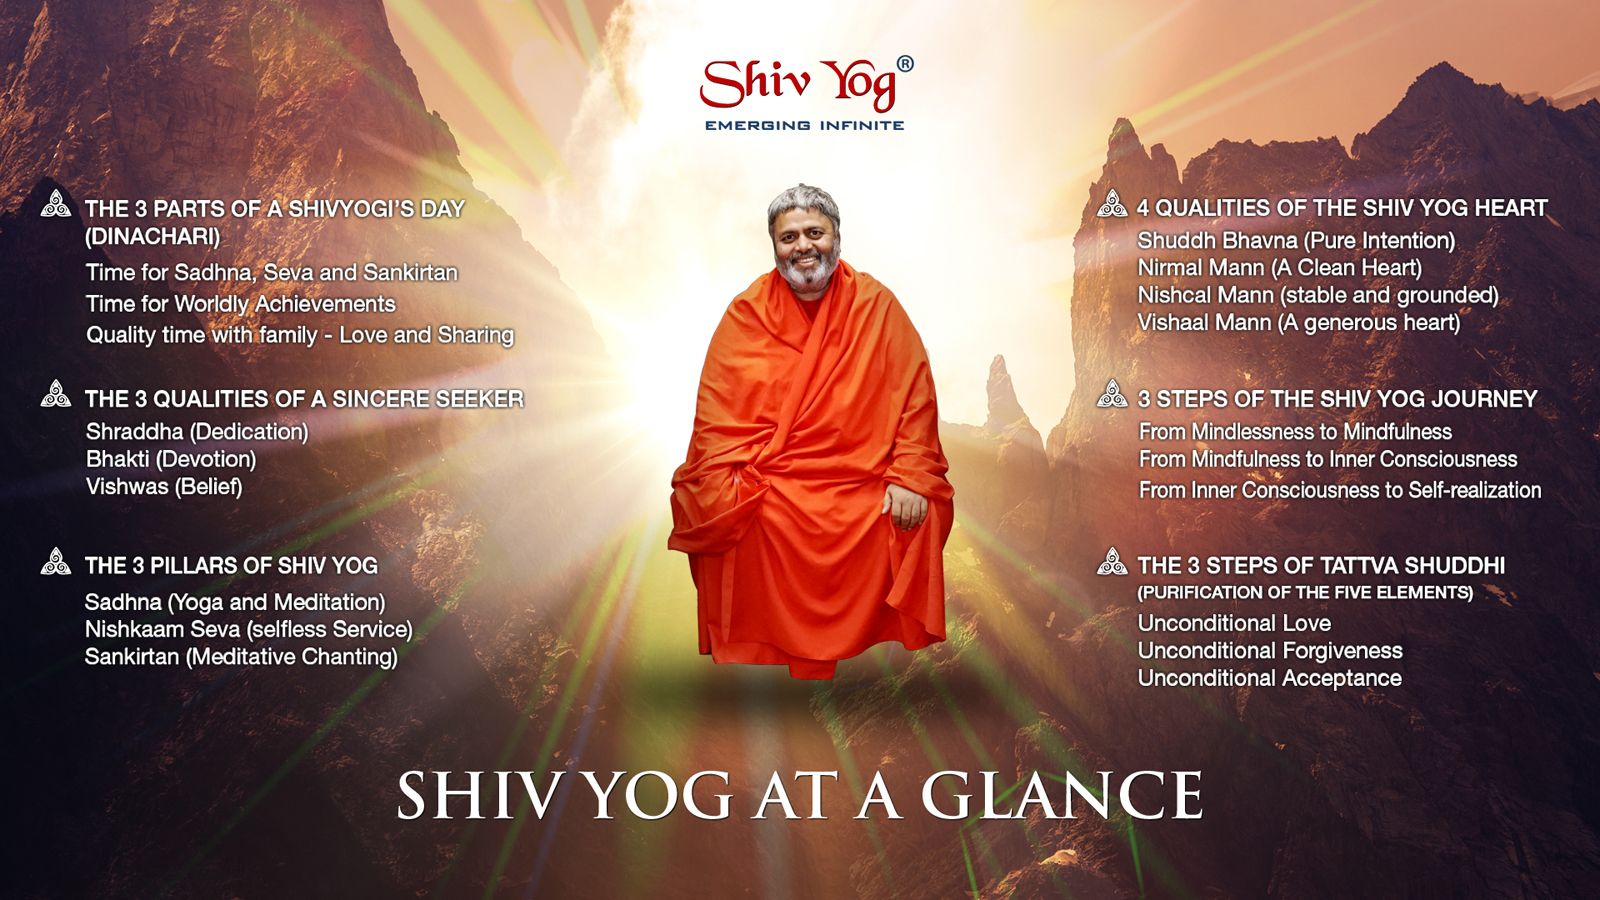 Shiv Yog®
EMERGING INFINITE
THE 3 PARTS OF A SHIVYOGI'S DAY
(DINACHARI)
Time for Sadhna, Seva and Sankirtan
Time for Worldly Achievements
Quality time with family - Love and Sharing
THE 3 QUALITIES OF A SINCERE SEEKER
Shraddha (Dedication)
Bhakti (Devotion)
Vishwas (Belief)
THE 3 PILLARS OF SHIV YOG
Sadhna (Yoga and Meditation)
Nishkaam Seva (selfless Service)
Sankirtan (Meditative Chanting)
4 QUALITIES OF THE SHIV YOG HEART
Shuddh Bhavna (Pure Intention)
Nirmal Mann (A Clean Heart)
Nishcal Mann (stable and grounded)
Vishaal Mann (A generous heart)
3 STEPS OF THE SHIV YOG JOURNEY
From Mindlessness to Mindfulness
From Mindfulness to Inner Consciousness
From Inner Consciousness to Self-realization
THE 3 STEPS OF TATTVA SHUDDHI
(PURIFICATION OF THE FIVE ELEMENTS)
Unconditional Love
Unconditional Forgiveness
Unconditional Acceptance
SHIV YOG AT A GLANCE